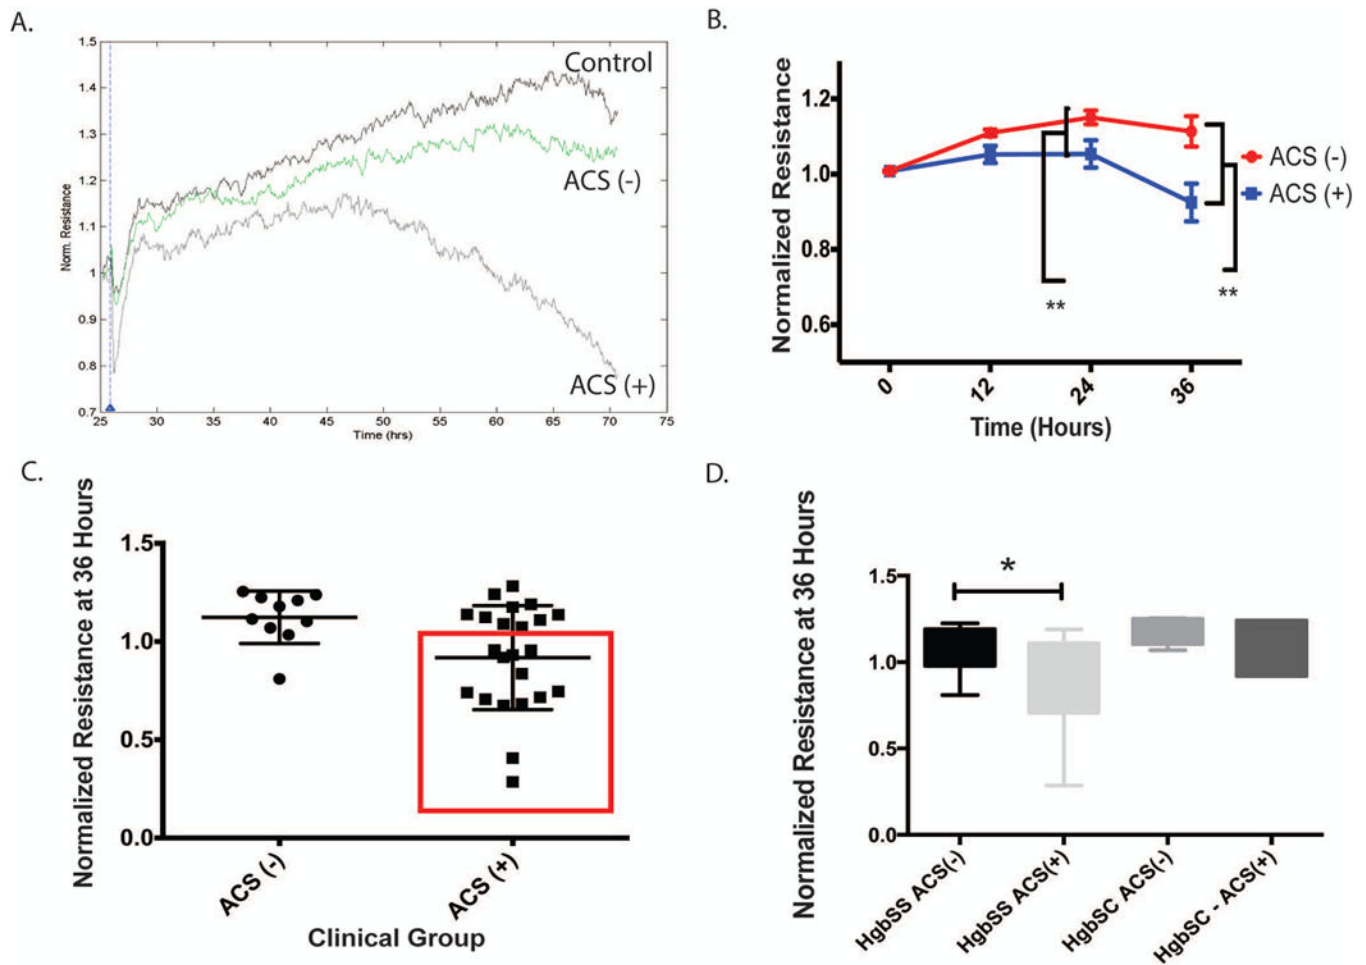 A.
1.5
1.4
1.3
1.2
1.1
1
0.9
0.8
0.7
Norm. Resistance
Control
ACS (-)
ACS (+)
25 30 35 40 45 50 55 60 65 70 75
Time (hrs)
B.
Normalized Resistance
1.2
1.0
0.8
0.6
**
**
ACS (-)
ACS (+)
0 12 24 36
Time (Hours)
C.
Normalized Resistance at 36 Hours
1.5
1.0
0.5
0.0
ACS (-) ACS (+)
Clinical Group
D.
Normalized Resistance at 36 Hours
1.5
1.0
0.5
0.0
*
HgbSS ACS(-)
HgbSS ACS(+)
HgbSC ACS(-)
HgbSC - ACS(+)